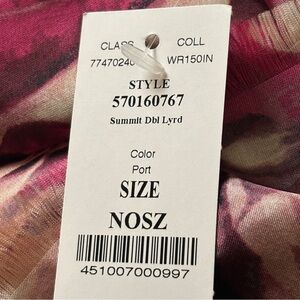 CLASS COLL
7747024 WR150IN
STYLE
570160767
Summit Dbl Lyrd
Color
Port
SIZE
NOSZ
451007000997